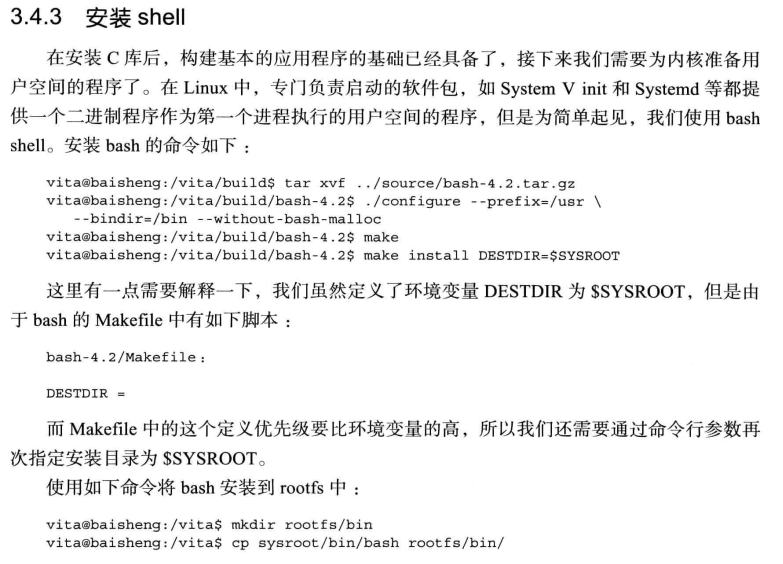 3.4.3 安装 shell
在安装 C 库后，构建基本的应用程序的基础已经具备了，接下来我们需要为内核准备用
户空间的程序了。在 Linux 中，专门负责启动的软件包，如 System V init 和 Systemd 等都提
供一个二进制程序作为第一个进程执行的用户空间的程序，但是为简单起见，我们使用 bash
shell。安装 bash 的命令如下：
vita@baisheng:/vita/build$ tar xvf ../source/bash-4.2.tar.gz
vita@baisheng:/vita/build/bash-4.2$ ./configure --prefix=/usr \
--bindir=/bin --without-bash-malloc
vita@baisheng:/vita/build/bash-4.2$ make
vita@baisheng:/vita/build/bash-4.2$ make install DESTDIR=$SYSROOT
这里有一点需要解释一下，我们虽然定义了环境变量 DESTDIR 为 $SYSROOT，但是由
于 bash 的 Makefile 中有如下脚本：
bash-4.2/Makefile：
DESTDIR =
而 Makefile 中的这个定义优先级要比环境变量的高，所以我们还需要通过命令行参数再
次指定安装目录为 $SYSROOT。
使用如下命令将 bash 安装到 rootfs 中：
vita@baisheng:/vita$ mkdir rootfs/bin
vita@baisheng:/vita$ cp sysroot/bin/bash rootfs/bin/